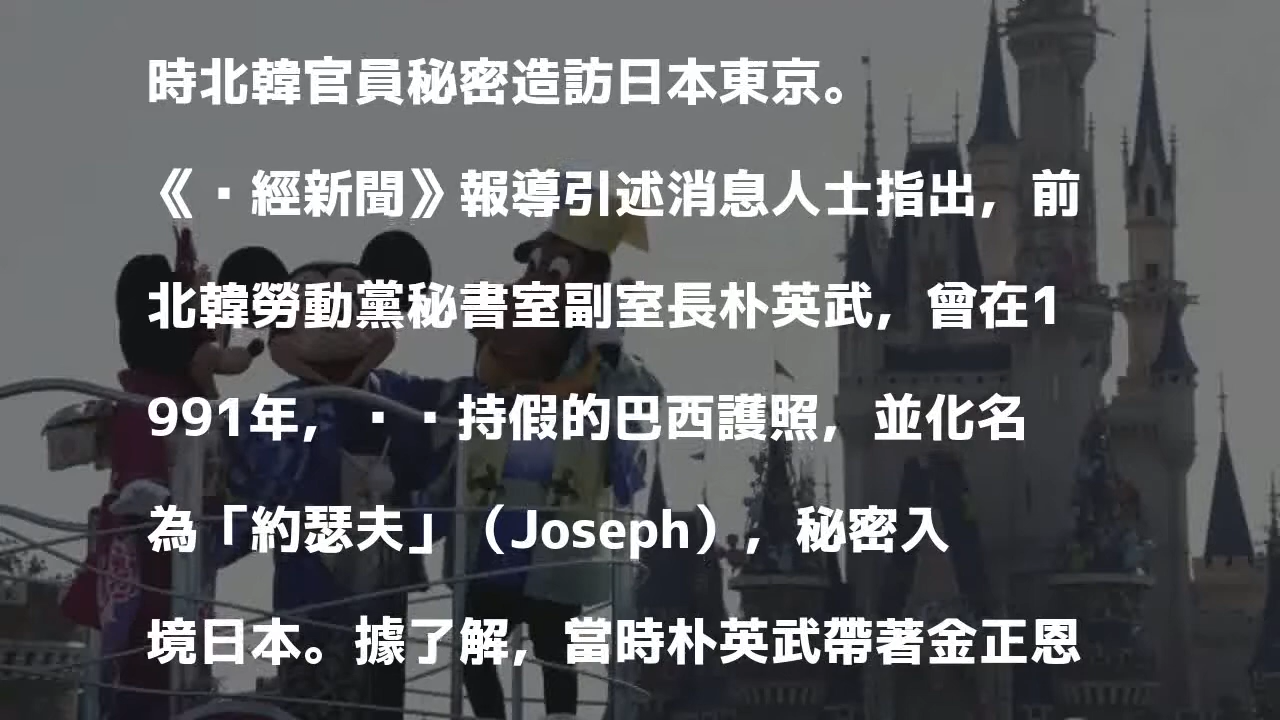 時北韓官員秘密造訪日本東京。
《▪經新聞》報導引述消息人士指出，前
北韓勞動黨秘書室副室長朴英武，曾在1
991年，▪▪持假的巴西護照，並化名
為「約瑟夫」（Joseph），秘密入
境日本。據了解，當時朴英武帶著金正恩